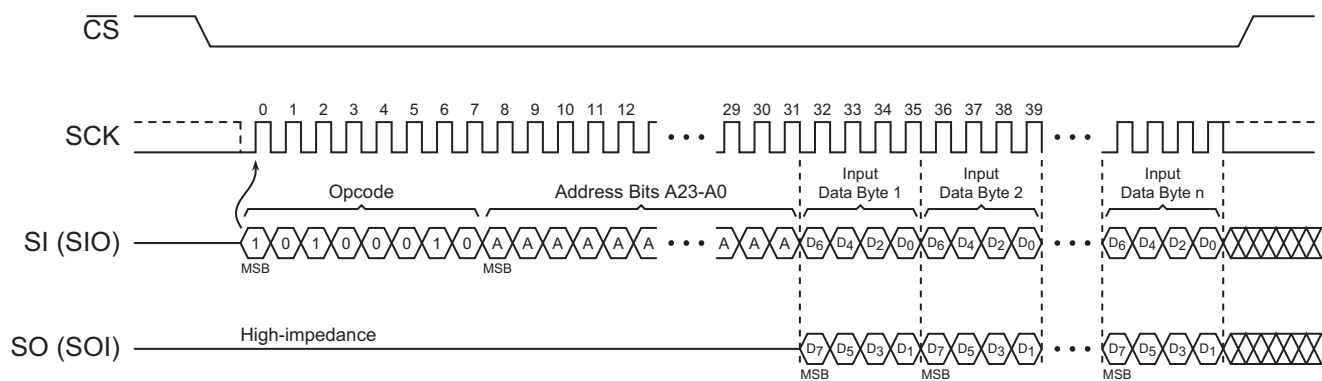 CS
0 1 2 3 4 5 6 7 8 9 10 11 12 29 30 31 32 33 34 35 36 37 38 39
SCK
Opcode Address Bits A23-A0 Input Data Byte 1 Input Data Byte 2 Input Data Byte n
SI (SIO) 1 0 1 0 0 0 1 0 A A A A A A A A A D6 D4 D2 D0 D6 D4 D2 D0 D6 D4 D2 D0
MSB MSB
High-impedance
SO (SOI) D7 D5 D3 D1 D7 D5 D3 D1 D7 D5 D3 D1
MSB MSB MSB